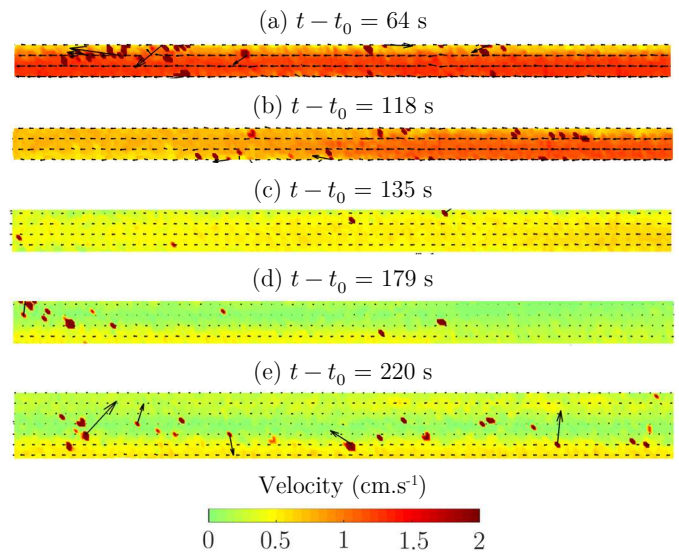 (a) t − t₀ = 64 s
(b) t − t₀ = 118 s
(c) t − t₀ = 135 s
(d) t − t₀ = 179 s
(e) t − t₀ = 220 s
Velocity (cm.s⁻¹)
0 0.5 1 1.5 2